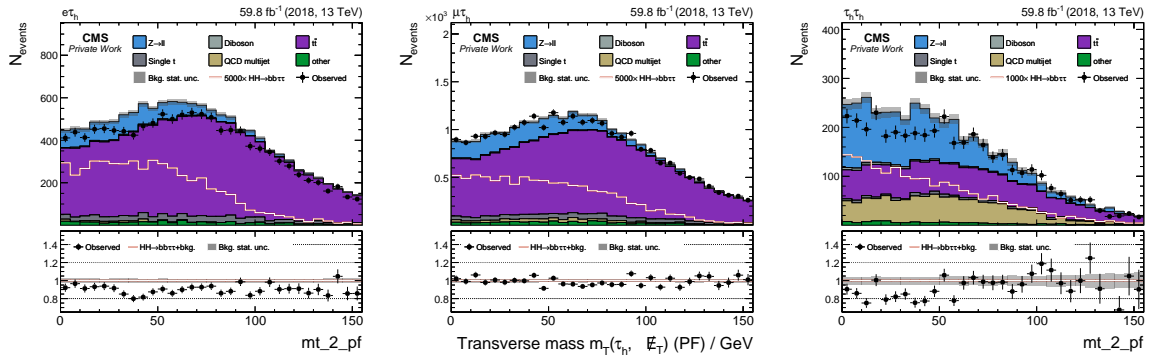 eτh 59.8 fb⁻¹ (2018, 13 TeV)
Nevents
CMS
Private Work
Z→ll Diboson tt̄
Single t QCD multijet other
Bkg. stat. unc. 5000× HH→bbττ Observed
800
600
400
200
Observed HH→bbττ+bkg. Bkg. stat. unc.
1.4
1.2
1
0.8
0 50 100 150
mt_2_pf
×10³ μτh 59.8 fb⁻¹ (2018, 13 TeV)
Nevents
CMS
Private Work
Z→ll Diboson tt̄
Single t QCD multijet other
Bkg. stat. unc. 5000× HH→bbττ Observed
2
1.5
1
0.5
Observed HH→bbττ+bkg. Bkg. stat. unc.
1.4
1.2
1
0.8
0 50 100 150
Transverse mass mT(τh, E̸T) (PF) / GeV
τhτh 59.8 fb⁻¹ (2018, 13 TeV)
Nevents
CMS
Private Work
Z→ll Diboson tt̄
Single t QCD multijet other
Bkg. stat. unc. 1000× HH→bbττ Observed
400
300
200
100
Observed HH→bbττ+bkg. Bkg. stat. unc.
1.4
1.2
1
0.8
0 50 100 150
mt_2_pf